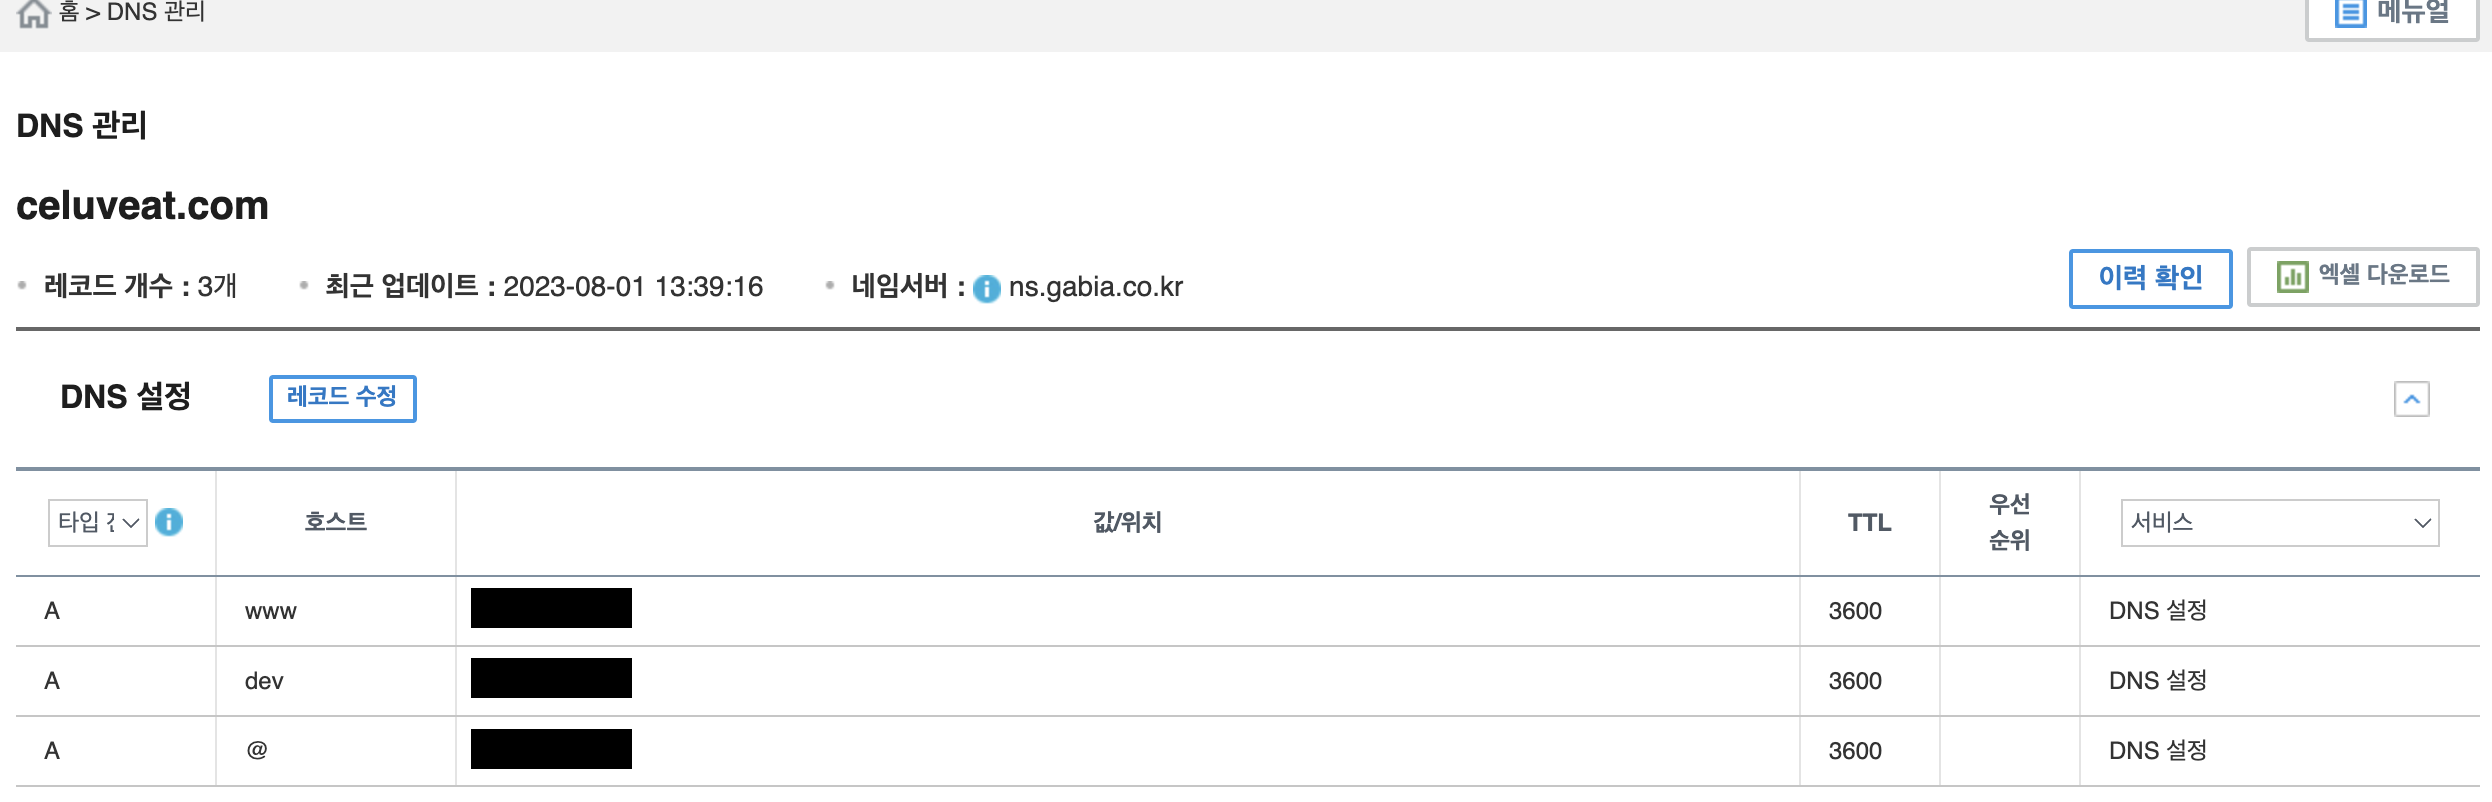 홈 > DNS 관리
메뉴얼
DNS 관리
celuveat.com
레코드 개수 : 3개
최근 업데이트 : 2023-08-01 13:39:16
네임서버 : ns.gabia.co.kr
이력 확인
엑셀 다운로드
DNS 설정
레코드 수정
타입
호스트
값/위치
TTL
우선
순위
서비스
A www 3600 DNS 설정
A dev 3600 DNS 설정
A @ 3600 DNS 설정